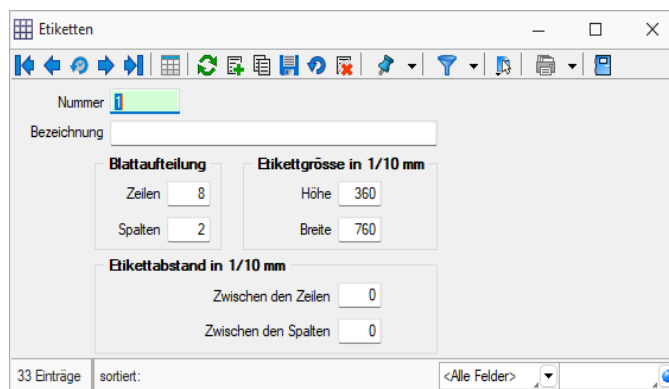 Etiketten
Nummer 1
Bezeichnung
Blattaufteilung Etikettgrösse in 1/10 mm
Zeilen 8 Höhe 360
Spalten 2 Breite 760
Etikettabstand in 1/10 mm
Zwischen den Zeilen 0
Zwischen den Spalten 0
33 Einträge sortiert: <Alle Felder>